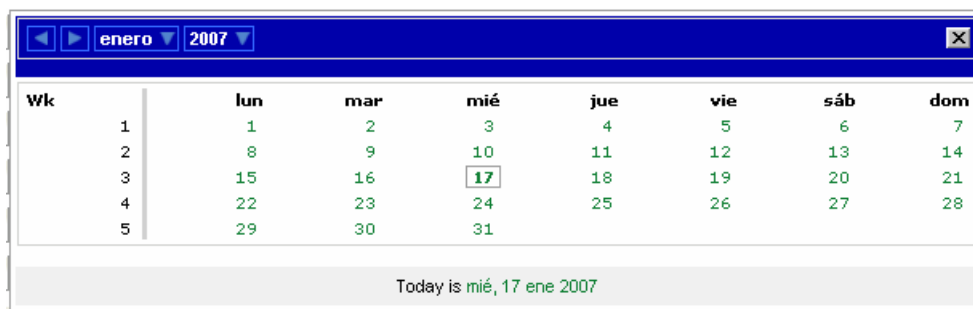 enero 2007
Wk lun mar mié jue vie sáb dom
1 1 2 3 4 5 6 7
2 8 9 10 11 12 13 14
3 15 16 17 18 19 20 21
4 22 23 24 25 26 27 28
5 29 30 31
Today is mié, 17 ene 2007